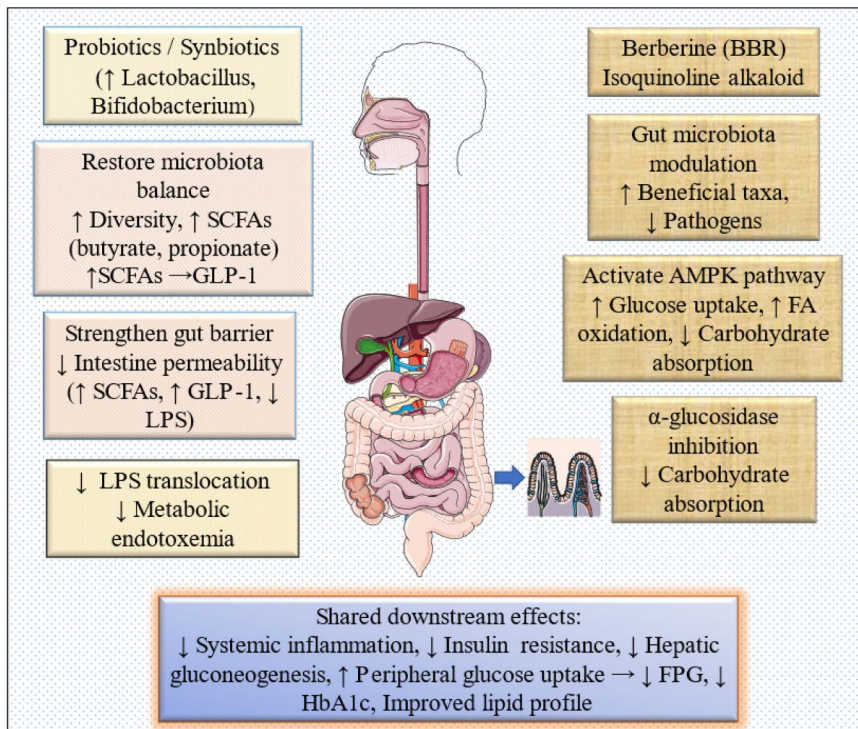 Probiotics / Synbiotics
(↑ Lactobacillus,
Bifidobacterium)
Restore microbiota
balance
↑ Diversity, ↑ SCFAs
(butyrate, propionate)
↑SCFAs →GLP-1
Strengthen gut barrier
↓ Intestine permeability
(↑ SCFAs, ↑ GLP-1, ↓
LPS)
↓ LPS translocation
↓ Metabolic
endotoxemia
Berberine (BBR)
Isoquinoline alkaloid
Gut microbiota
modulation
↑ Beneficial taxa,
↓ Pathogens
Activate AMPK pathway
↑ Glucose uptake, ↑ FA
oxidation, ↓ Carbohydrate
absorption
α-glucosidase
inhibition
↓ Carbohydrate
absorption
Shared downstream effects:
↓ Systemic inflammation, ↓ Insulin resistance, ↓ Hepatic
gluconeogenesis, ↑ Peripheral glucose uptake → ↓ FPG, ↓
HbA1c, Improved lipid profile